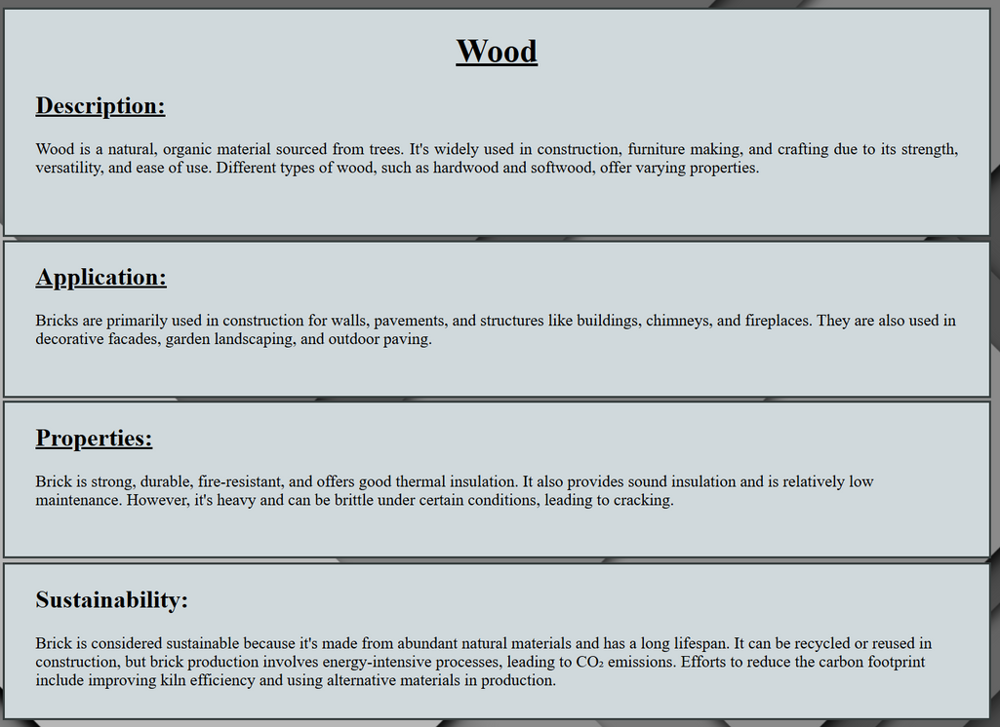 Wood
Description:
Wood is a natural, organic material sourced from trees. It's widely used in construction, furniture making, and crafting due to its strength,
versatility, and ease of use. Different types of wood, such as hardwood and softwood, offer varying properties.
Application:
Bricks are primarily used in construction for walls, pavements, and structures like buildings, chimneys, and fireplaces. They are also used in
decorative facades, garden landscaping, and outdoor paving.
Properties:
Brick is strong, durable, fire-resistant, and offers good thermal insulation. It also provides sound insulation and is relatively low
maintenance. However, it's heavy and can be brittle under certain conditions, leading to cracking.
Sustainability:
Brick is considered sustainable because it's made from abundant natural materials and has a long lifespan. It can be recycled or reused in
construction, but brick production involves energy-intensive processes, leading to CO₂ emissions. Efforts to reduce the carbon footprint
include improving kiln efficiency and using alternative materials in production.